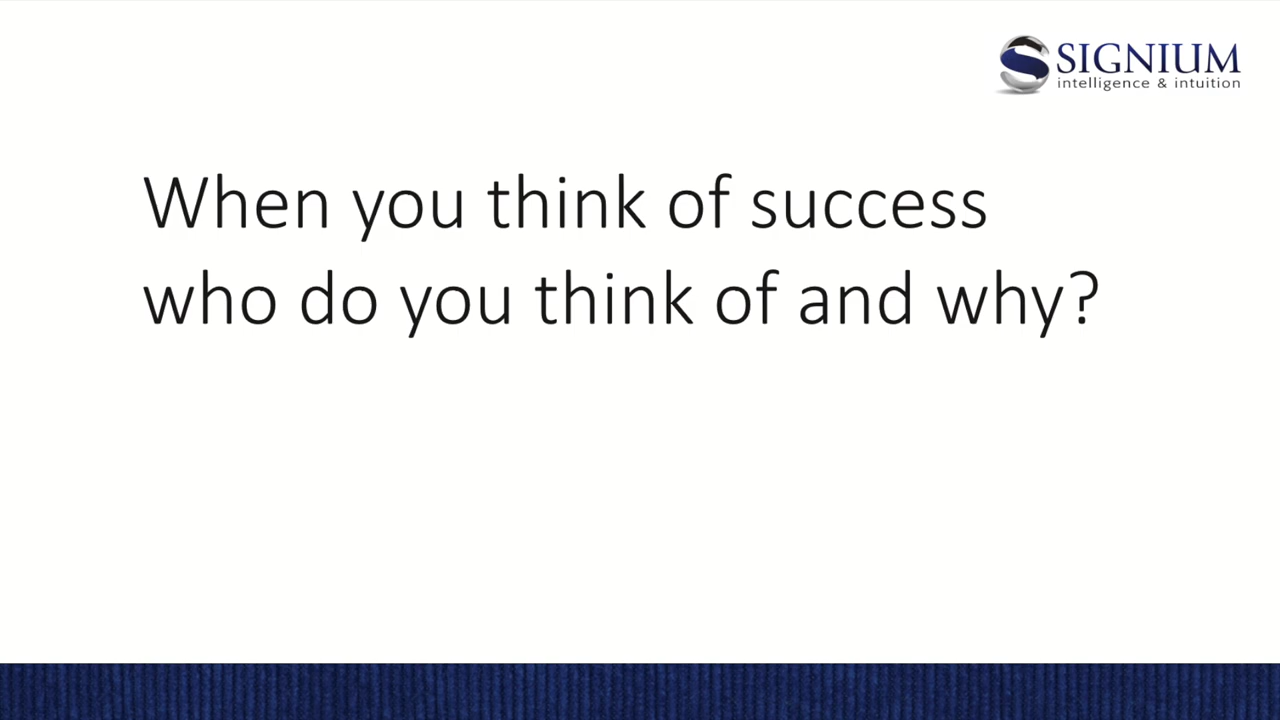 SIGNIUM
intelligence & intuition
When you think of success
who do you think of and why?